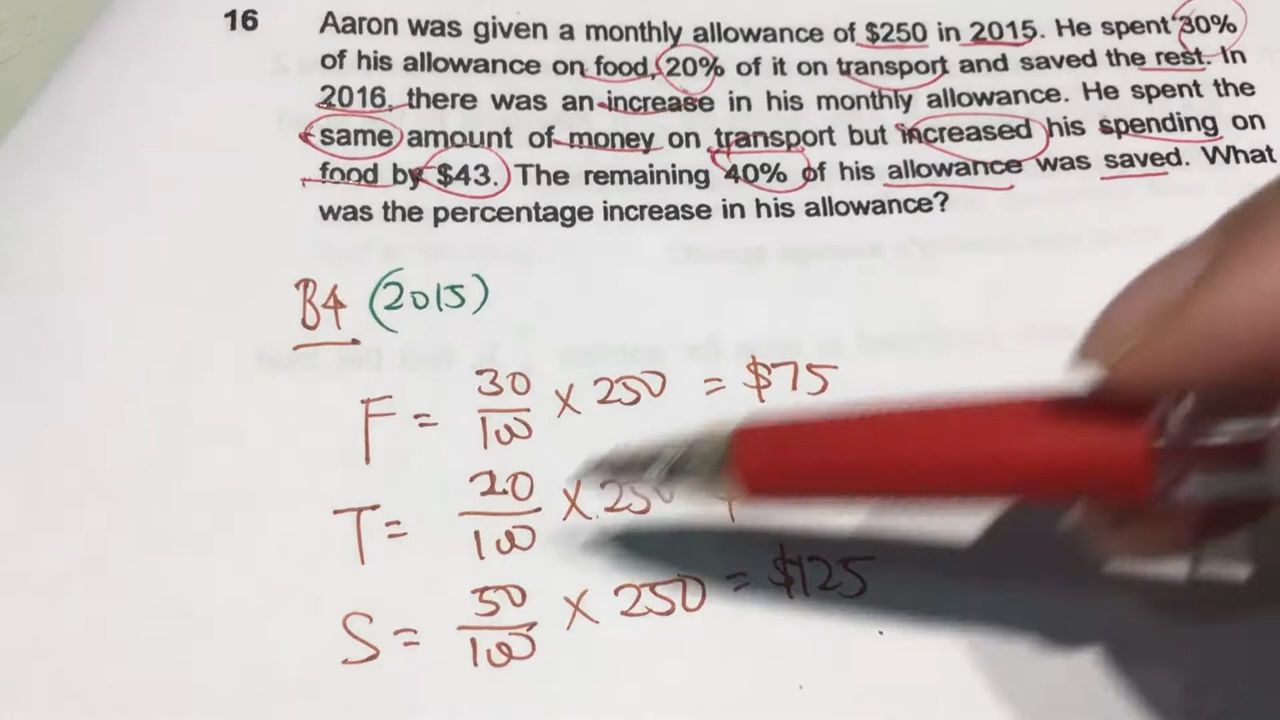 16 Aaron was given a monthly allowance of $250 in 2015. He spent 30%
of his allowance on food, 20% of it on transport and saved the rest. In
2016, there was an increase in his monthly allowance. He spent the
same amount of money on transport but increased his spending on
food by $43. The remaining 40% of his allowance was saved. What
was the percentage increase in his allowance?
B4 (2015)
F = 30/100 x 250 = $75
T = 20/100 x 250
S = 50/100 x 250 = $125